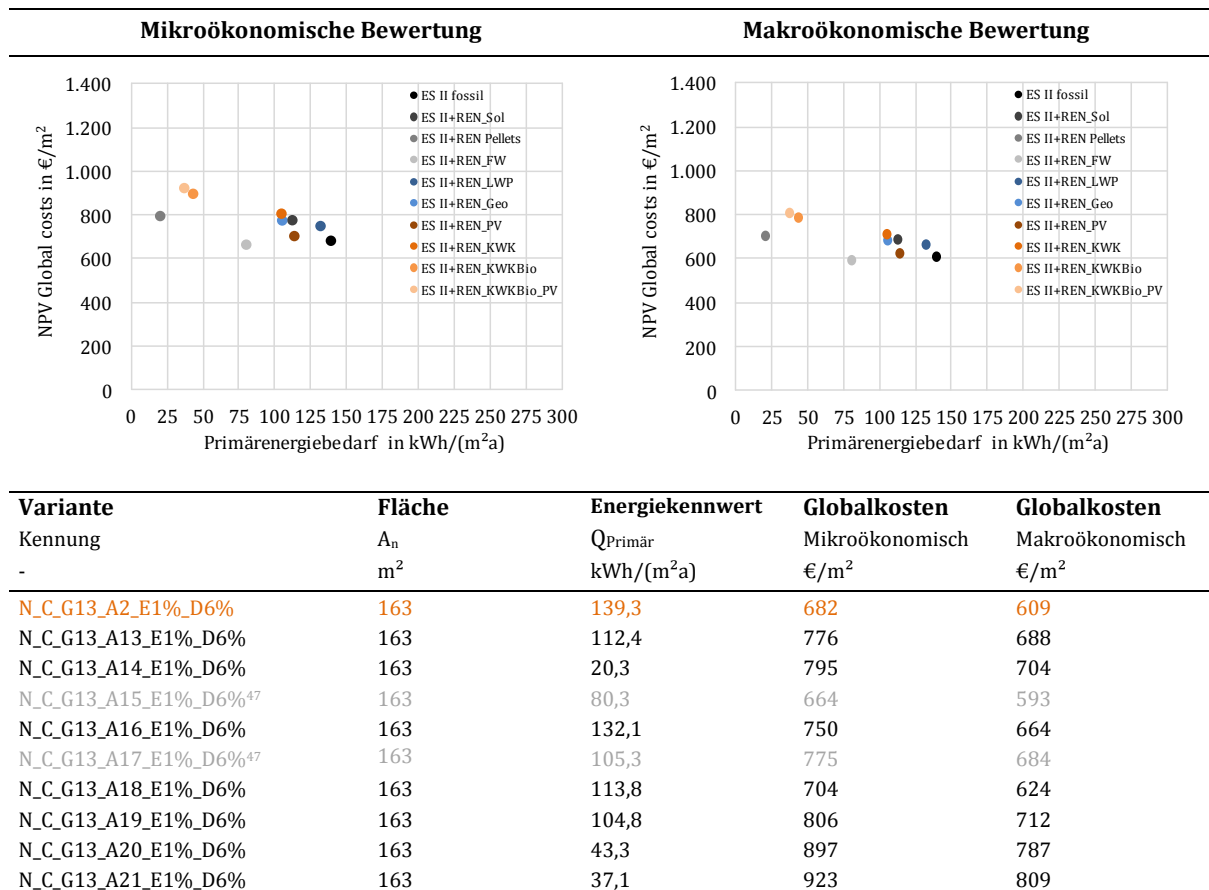 Mikroökonomische Bewertung
Makroökonomische Bewertung
NPV Global costs in €/m²
1.400
1.200
1.000
800
600
400
200
0
0 25 50 75 100 125 150 175 200 225 250 275 300
Primärenergiebedarf in kWh/(m²a)
ES II fossil
ES II+REN_Sol
ES II+REN Pellets
ES II+REN_FW
ES II+REN_LWP
ES II+REN_Geo
ES II+REN_PV
ES II+REN_KWK
ES II+REN_KWKBio
ES II+REN_KWKBio_PV
NPV Global costs in €/m²
1.400
1.200
1.000
800
600
400
200
0
0 25 50 75 100 125 150 175 200 225 250 275 300
Primärenergiebedarf in kWh/(m²a)
ES II fossil
ES II+REN_Sol
ES II+REN Pellets
ES II+REN_FW
ES II+REN_LWP
ES II+REN_Geo
ES II+REN_PV
ES II+REN_KWK
ES II+REN_KWKBio
ES II+REN_KWKBio_PV
Variante Fläche Energiekennwert Globalkosten Globalkosten
Kennung An QPrimär Mikroökonomisch Makroökonomisch
- m² kWh/(m²a) €/m² €/m²
N_C_G13_A2_E1%_D6% 163 139,3 682 609
N_C_G13_A13_E1%_D6% 163 112,4 776 688
N_C_G13_A14_E1%_D6% 163 20,3 795 704
N_C_G13_A15_E1%_D6%⁴⁷ 163 80,3 664 593
N_C_G13_A16_E1%_D6% 163 132,1 750 664
N_C_G13_A17_E1%_D6%⁴⁷ 163 105,3 775 684
N_C_G13_A18_E1%_D6% 163 113,8 704 624
N_C_G13_A19_E1%_D6% 163 104,8 806 712
N_C_G13_A20_E1%_D6% 163 43,3 897 787
N_C_G13_A21_E1%_D6% 163 37,1 923 809